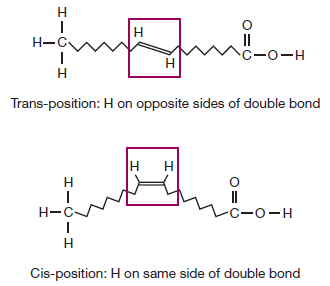 H
H O
H-C
C-O-H
H H
Trans-position: H on opposite sides of double bond
H H
H O
H-C C-O-H
H
Cis-position: H on same side of double bond